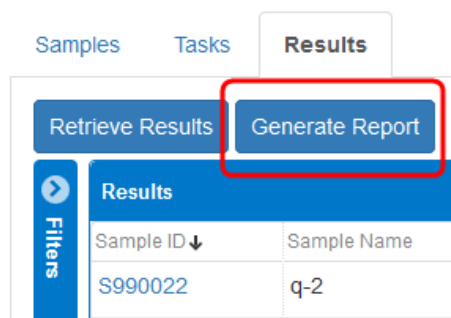 Samples Tasks Results
Retrieve Results Generate Report
Filters
Results
Sample ID Sample Name
S990022 q-2